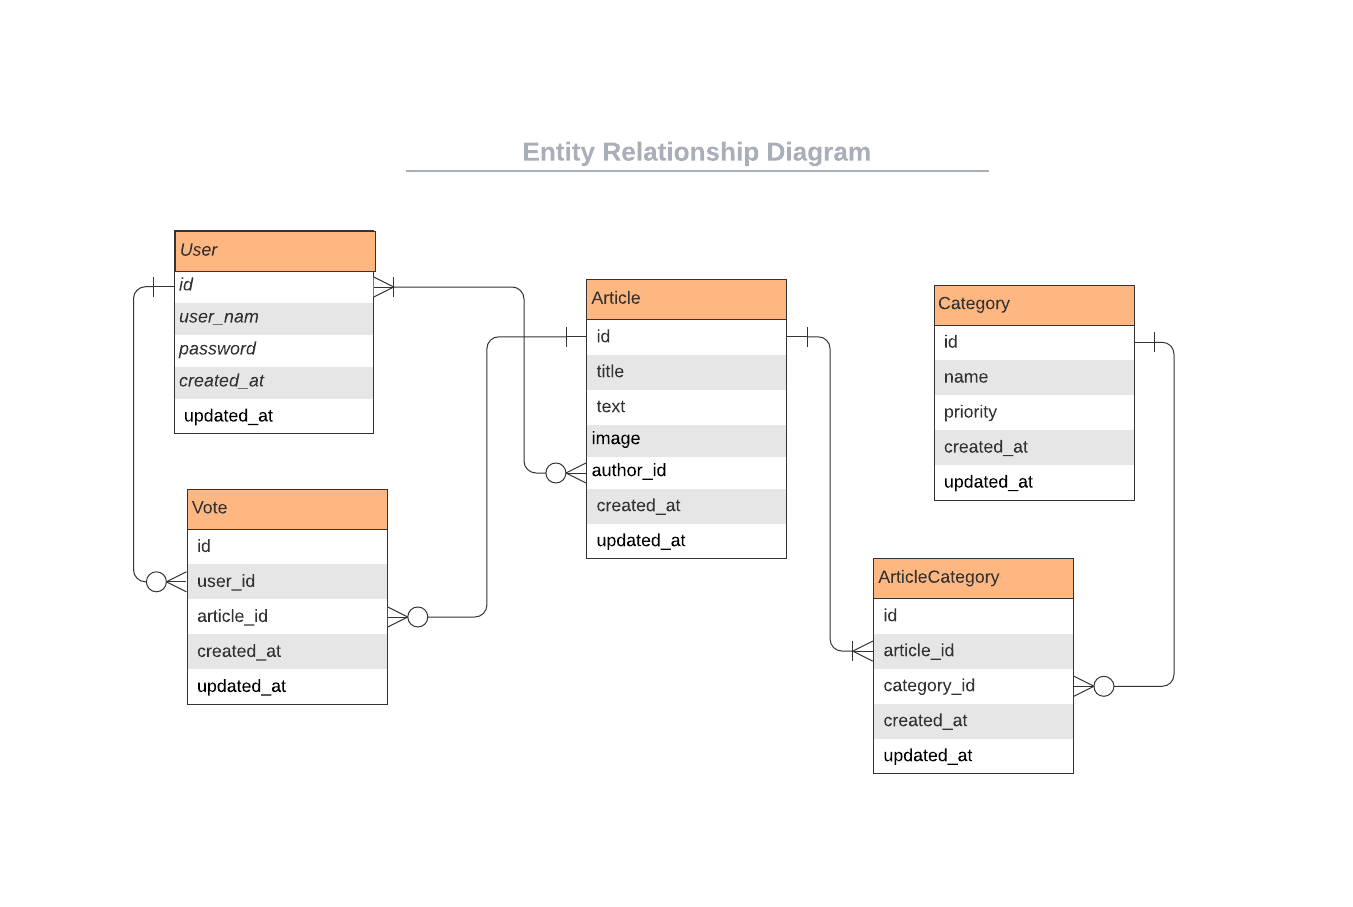 Entity Relationship Diagram
User
id
user_nam
password
created_at
updated_at
Vote
id
user_id
article_id
created_at
updated_at
Article
id
title
text
image
author_id
created_at
updated_at
Category
id
name
priority
created_at
updated_at
ArticleCategory
id
article_id
category_id
created_at
updated_at